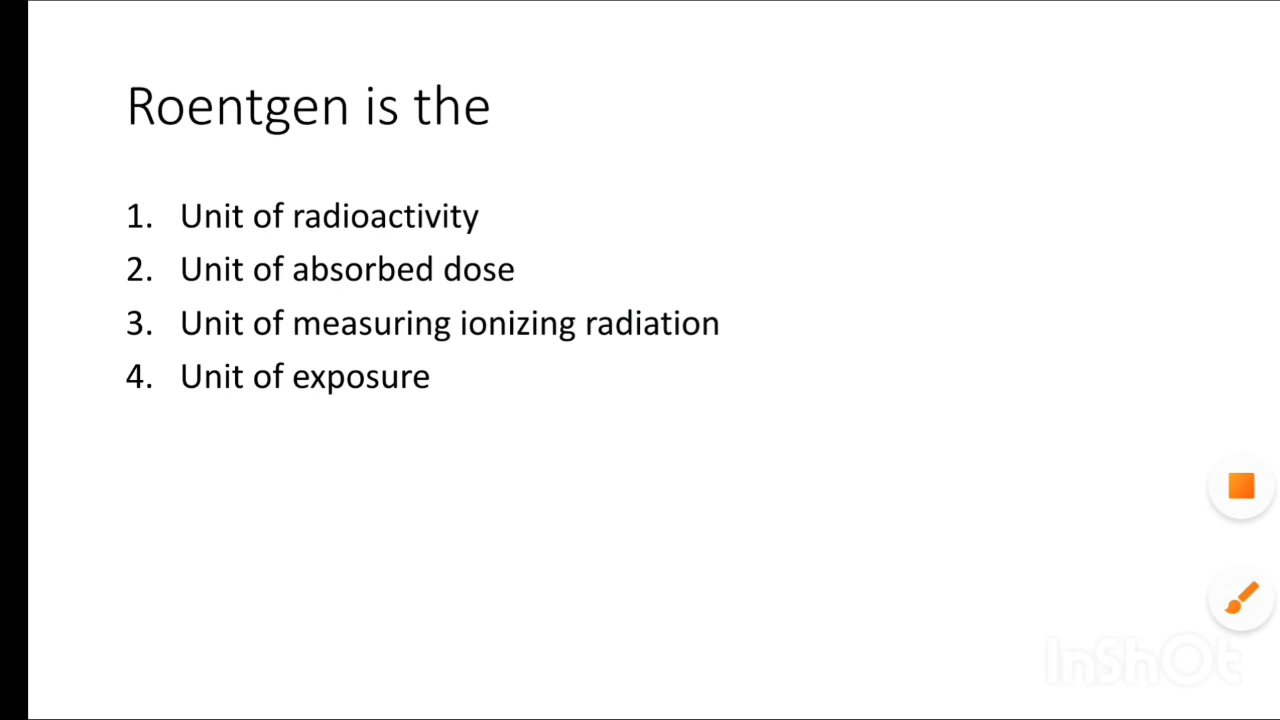 Roentgen is the
1. Unit of radioactivity
2. Unit of absorbed dose
3. Unit of measuring ionizing radiation
4. Unit of exposure
InShOt